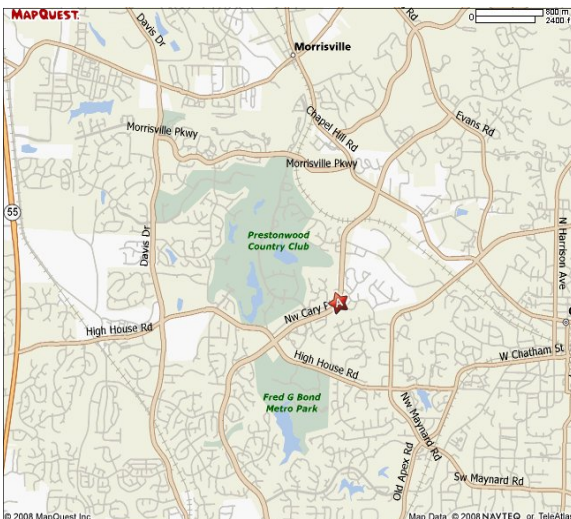 MAPQUEST.
0
800 m
2400 f
Davis Dr
Rd
Morrisville
Chapel Hill Rd
Evans Rd
Morrisville Pkwy
Morrisville Pkwy
55
Prestonwood
Country Club
N Harrison Ave
Davis Dr
A
Nw Cary P
High House Rd
W Chatham St
High House Rd
Fred G Bond
Metro Park
Nw Maynard Rd
Old Apex Rd
Sw Maynard Rd
© 2008 MapQuest Inc
Map Data © 2008 NAVTEQ or TeleAtlas